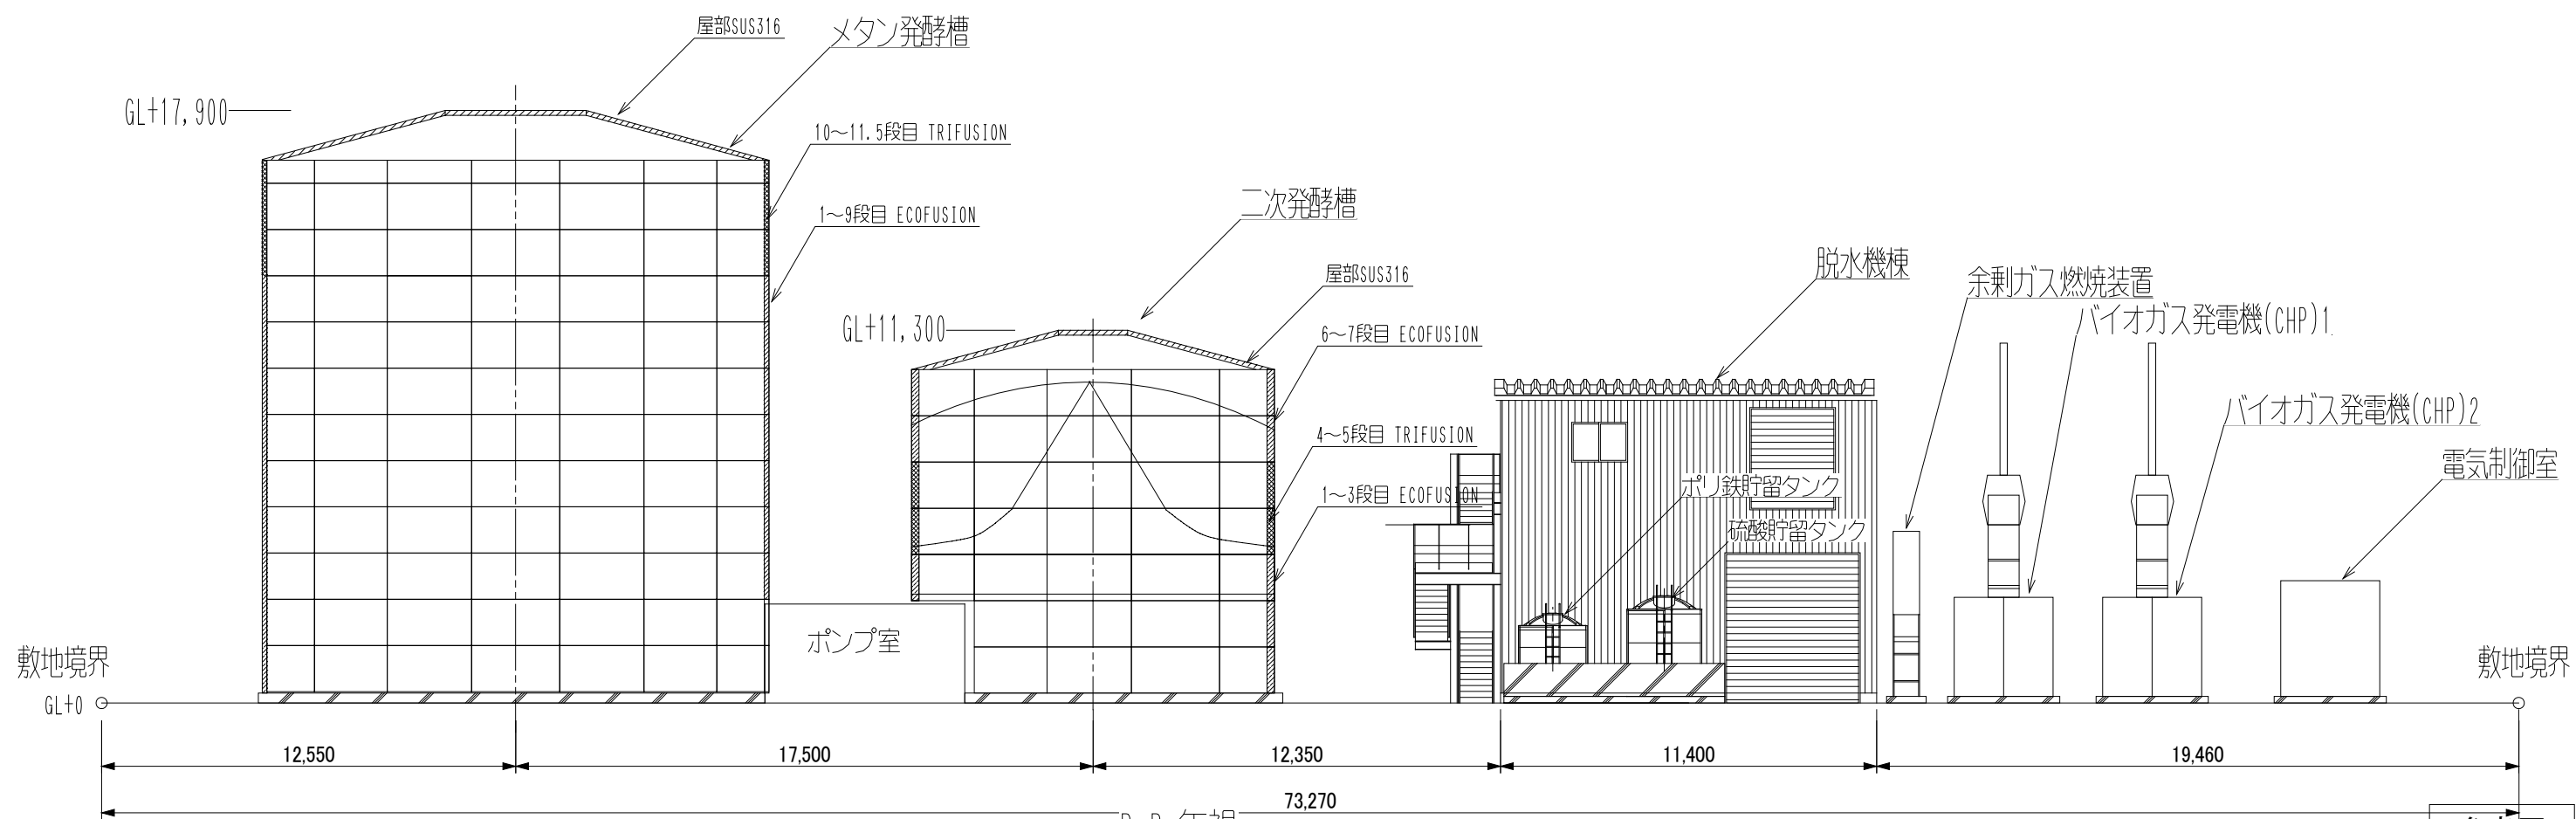 屋部SUS316
メタン発酵槽
GL+17,900
10～11.5段目 TRIFUSION
1～9段目 ECOFUSION
二次発酵槽
屋部SUS316
GL+11,300
6～7段目 ECOFUSION
4～5段目 TRIFUSION
1～3段目 ECOFUSION
脱水機棟
余剰ガス燃焼装置
バイオガス発電機(CHP)1
バイオガス発電機(CHP)2
電気制御室
ポリ鉄貯留タンク
硫酸貯留タンク
ポンプ室
敷地境界
GL+0
敷地境界
12,550
17,500
12,350
11,400
19,460
73,270